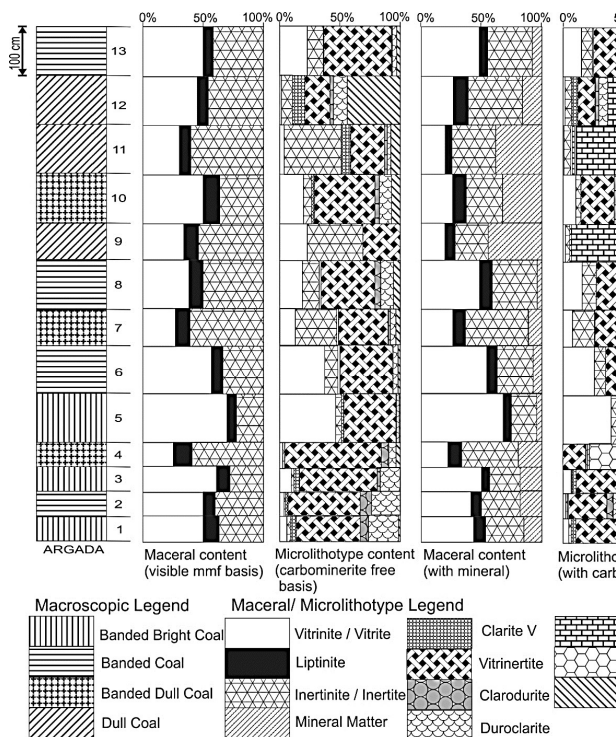 0% 50% 100% 0% 50% 100% 0% 50% 100% 0%
100 cm
13
12
11
10
9
8
7
6
5
4
3
2
1
ARGADA
Maceral content
(visible mmf basis)
Microlithotype content
(carbominerite free
basis)
Maceral content
(with mineral)
Microlitho
(with carb
Macroscopic Legend
Banded Bright Coal
Banded Coal
Banded Dull Coal
Dull Coal
Maceral/ Microlithotype Legend
Vitrinite / Vitrite
Liptinite
Inertinite / Inertite
Mineral Matter
Clarite V
Vitrinertite
Clarodurite
Duroclarite